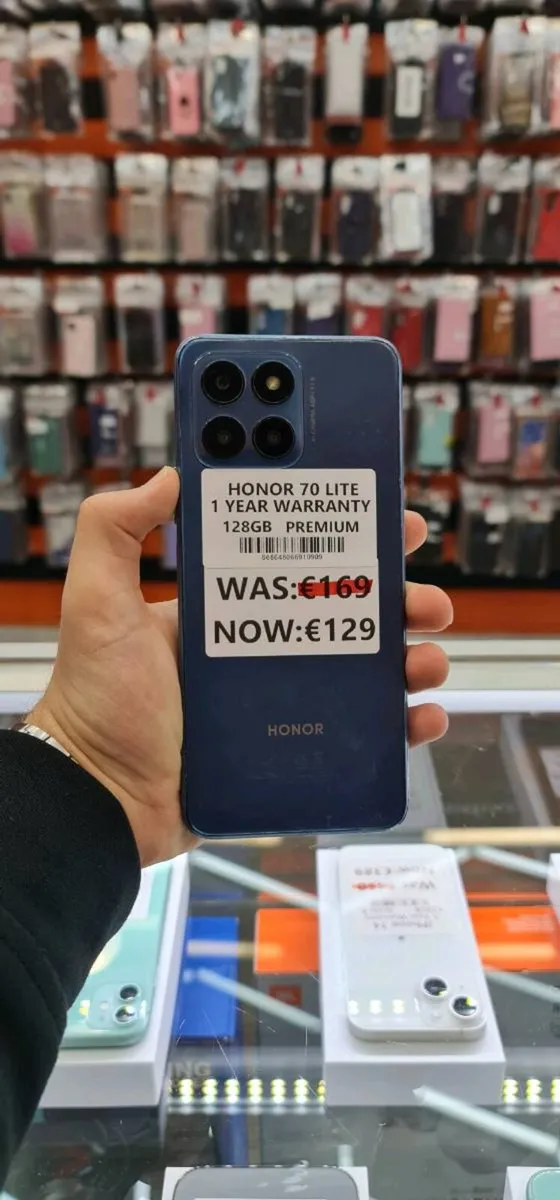 HONOR 70 LITE
1 YEAR WARRANTY
128GB PREMIUM
WAS:€169
NOW:€129
HONOR